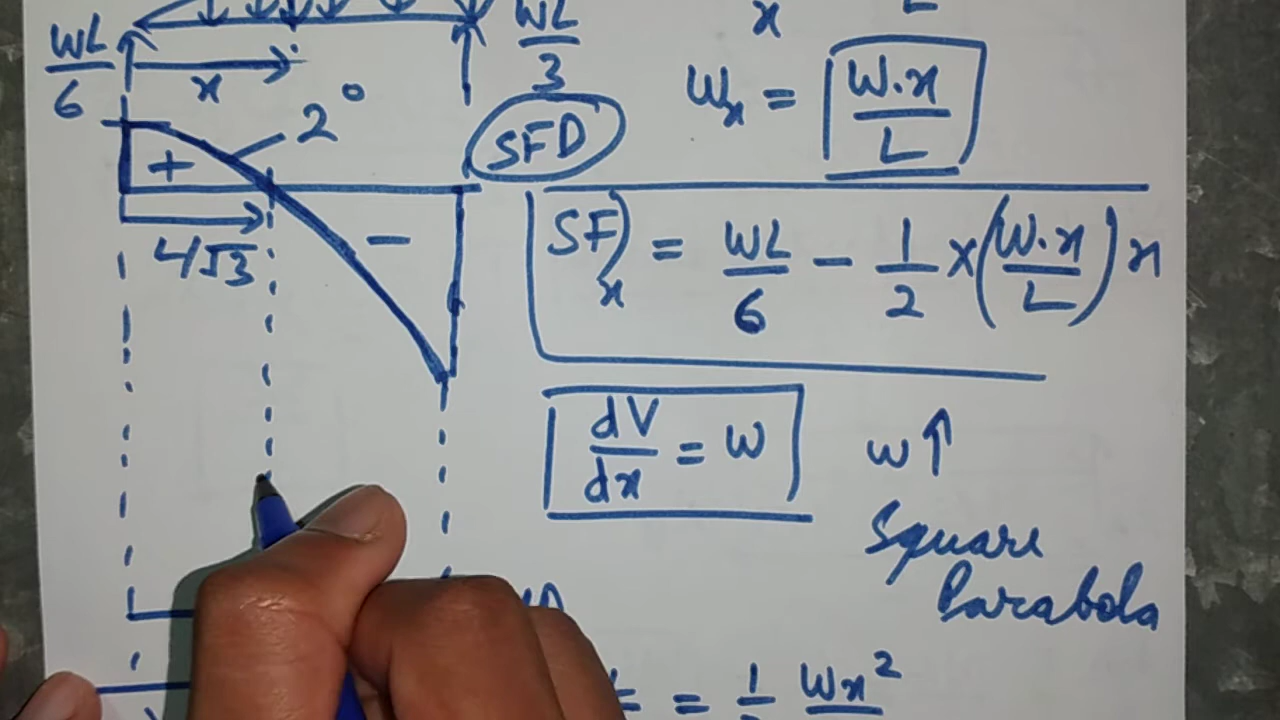 WL/6
x
WL/3
x L
Wx = W.x/L
2°
+
SFD
4√3
-
SF)x = WL/6 - 1/2 x (W.x/L) x
dV/dx = W
w↑
Square
Parabola
= 1/ Wx²